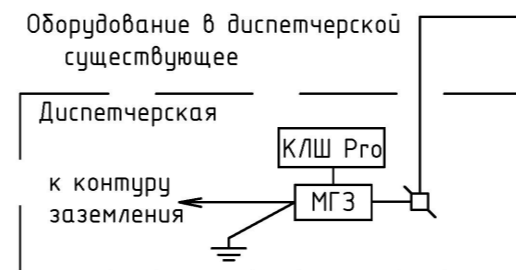 Оборудование в диспетчерской
существующее
Диспетчерская
КЛШ Pro
к контуру
заземления
МГЗ